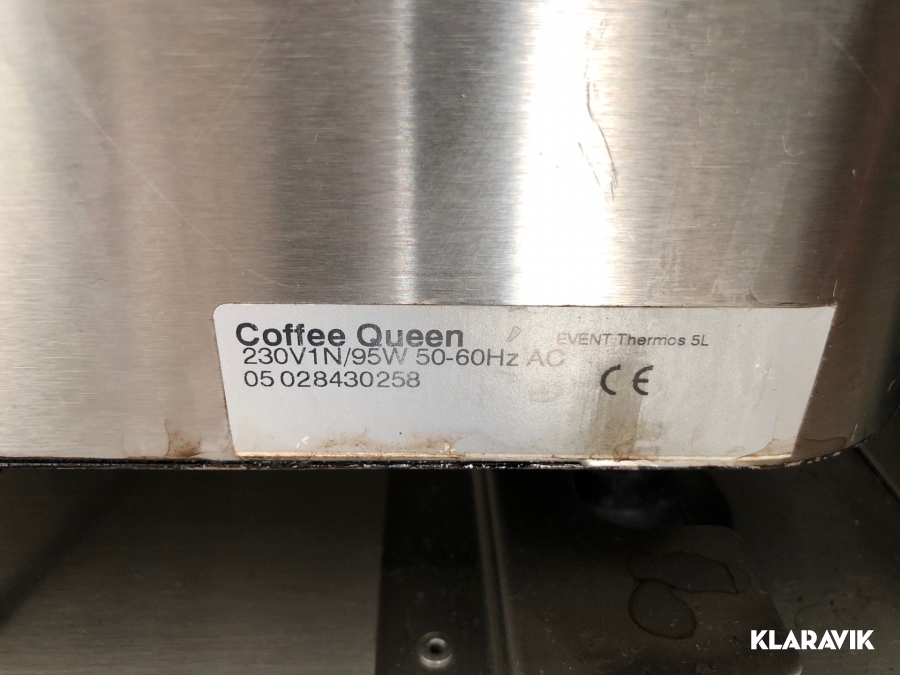 Coffee Queen EVENT Thermos 5L
230V1N/95W 50-60Hz AC
05 028430258 CE
KLARAVIK